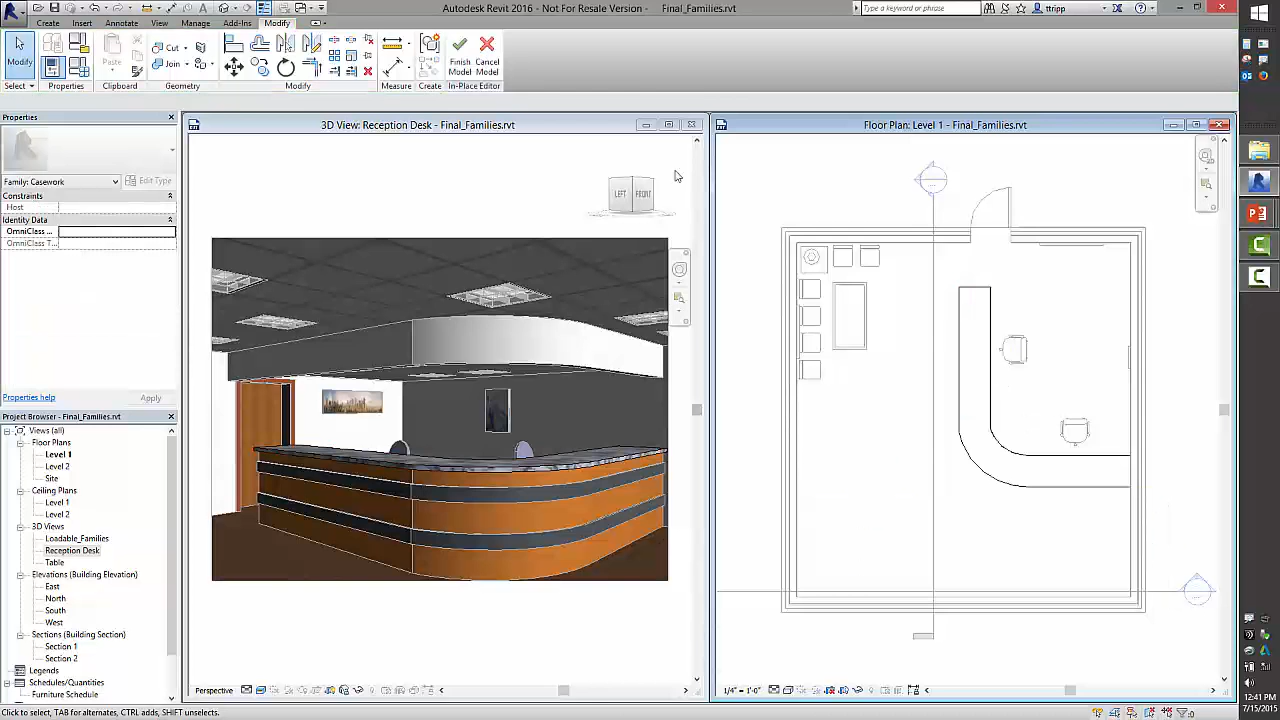 Autodesk Revit 2016 - Not For Resale Version - Final_Families.rvt
Type a keyword or phrase
ttripp
Create Insert Annotate View Manage Add-Ins Modify
Modify
Paste
Cut
Join
Finish Model
Cancel Model
Select Properties Clipboard Geometry Modify Measure Create In-Place Editor
Properties
Family: Casework
Edit Type
Constraints
Host
Identity Data
OmniClass ...
OmniClass T...
Properties help
Apply
Project Browser - Final_Families.rvt
Views (all)
Floor Plans
Level 1
Level 2
Site
Ceiling Plans
Level 1
Level 2
3D Views
Loadable_Families
Reception Desk
Table
Elevations (Building Elevation)
East
North
South
West
Sections (Building Section)
Section 1
Section 2
Legends
Schedules/Quantities
Furniture Schedule
3D View: Reception Desk - Final_Families.rvt
LEFT FRONT
Perspective
Floor Plan: Level 1 - Final_Families.rvt
1/4" = 1'-0"
Click to select, TAB for alternates, CTRL adds, SHIFT unselects.
:0
12:41 PM
7/15/2015